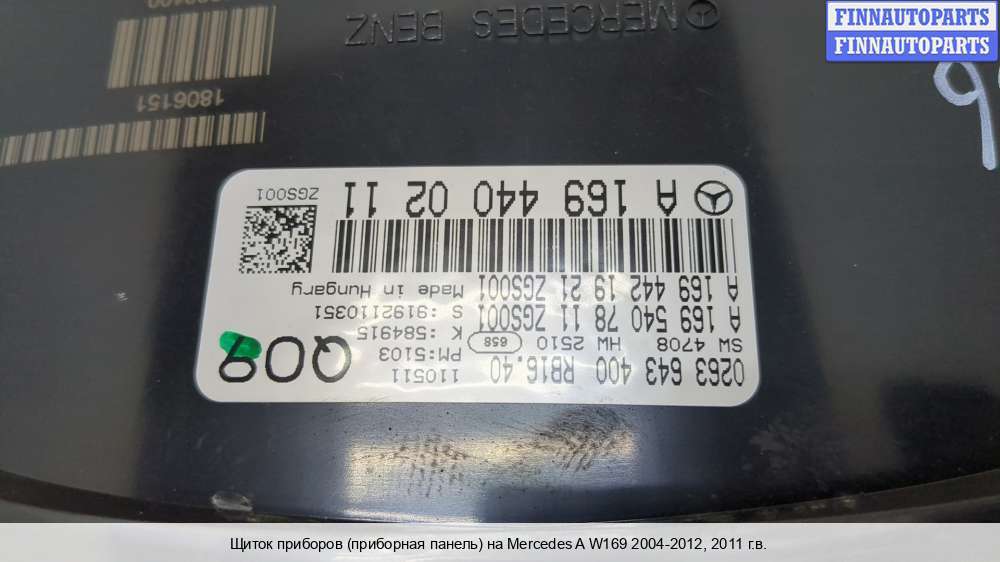 FINNAUTOPARTS
FINNAUTOPARTS
MERCEDES BENZ
1806151
A 169 440 02 11
ZGS001
A 169 442 19 21 ZGS001 Made in Hungary
A 169 540 78 11 ZGS001 S :9192110351
SW 4708 HW 2510 658 K :584915
PM:5103
0263 643 400 RB16.40 110511
Q09
Щиток приборов (приборная панель) на Mercedes A W169 2004-2012, 2011 г.в.